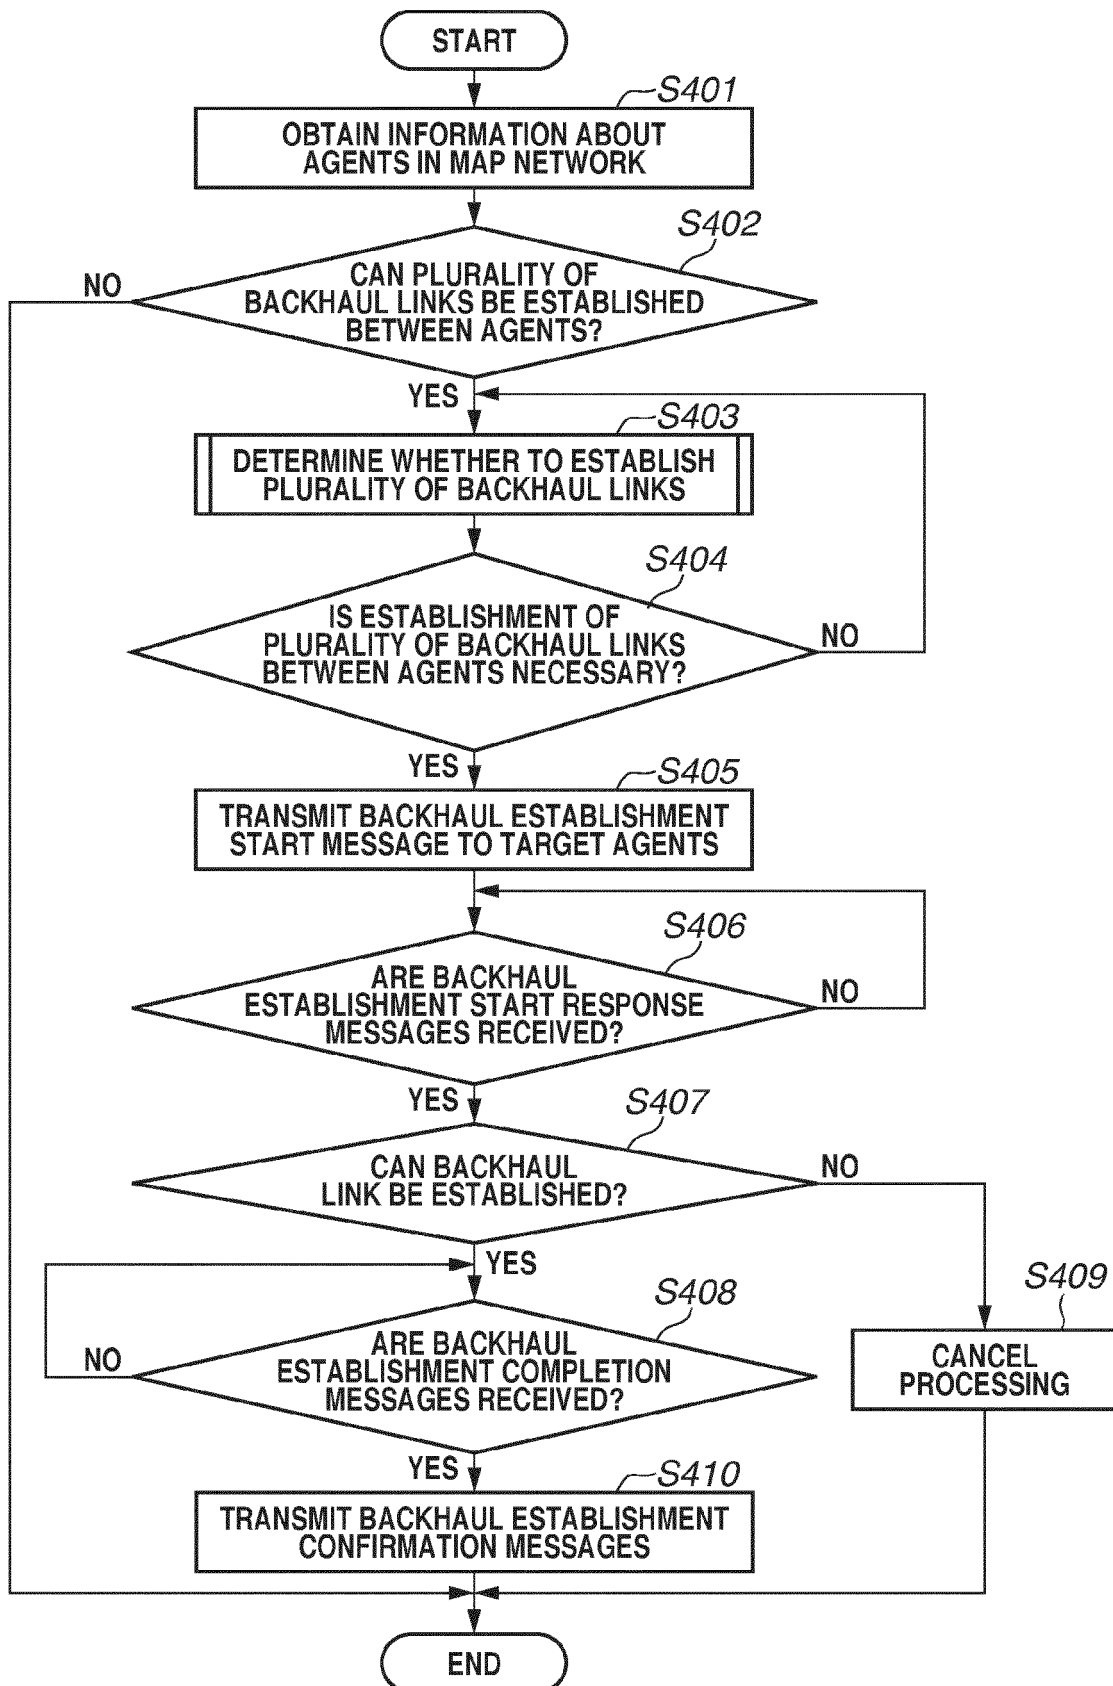 START
S401
OBTAIN INFORMATION ABOUT
AGENTS IN MAP NETWORK
S402
NO
CAN PLURALITY OF
BACKHAUL LINKS BE ESTABLISHED
BETWEEN AGENTS?
YES
S403
DETERMINE WHETHER TO ESTABLISH
PLURALITY OF BACKHAUL LINKS
S404
IS ESTABLISHMENT OF
PLURALITY OF BACKHAUL LINKS
BETWEEN AGENTS NECESSARY?
NO
YES
S405
TRANSMIT BACKHAUL ESTABLISHMENT
START MESSAGE TO TARGET AGENTS
S406
ARE BACKHAUL
ESTABLISHMENT START RESPONSE
MESSAGES RECEIVED?
NO
YES
S407
CAN BACKHAUL
LINK BE ESTABLISHED?
NO
YES
S408
ARE BACKHAUL
ESTABLISHMENT COMPLETION
MESSAGES RECEIVED?
NO
S409
CANCEL
PROCESSING
YES
S410
TRANSMIT BACKHAUL ESTABLISHMENT
CONFIRMATION MESSAGES
END